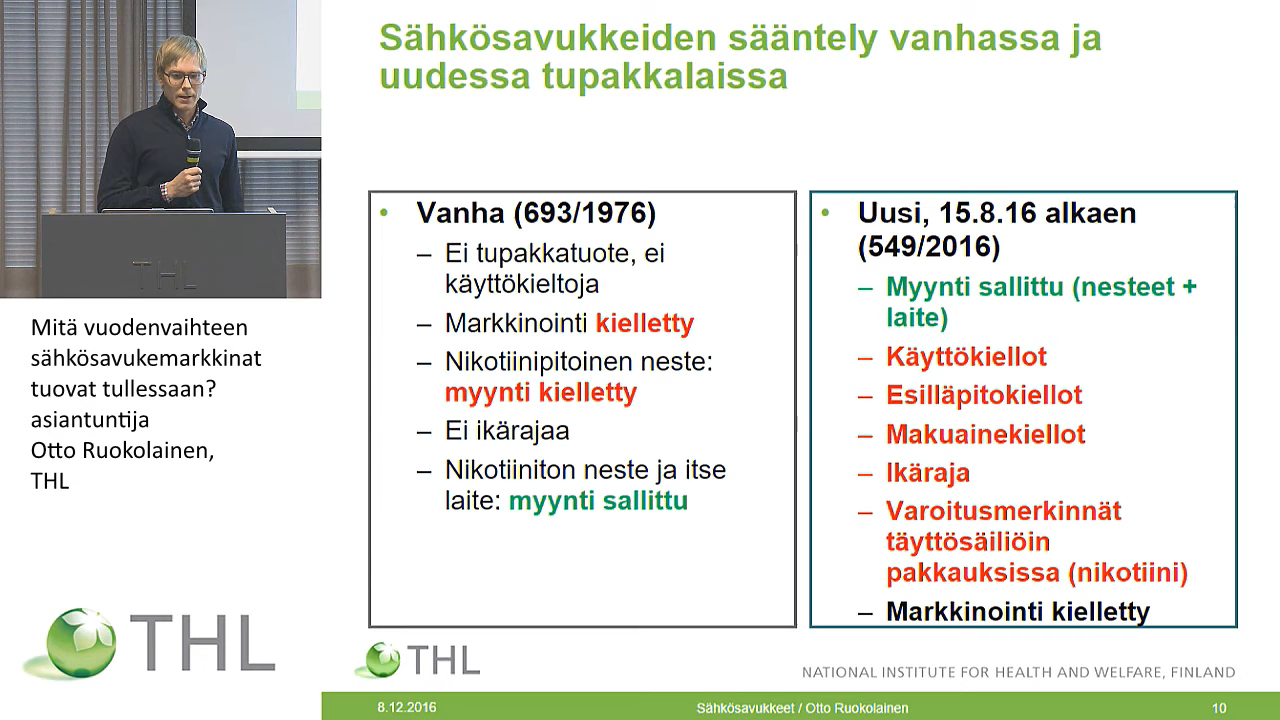 Sähkösavukkeiden sääntely vanhassa ja
uudessa tupakkalaissa
• Vanha (693/1976)
– Ei tupakkatuote, ei
käyttökieltoja
– Markkinointi kielletty
– Nikotiinipitoinen neste:
myynti kielletty
– Ei ikärajaa
– Nikotiiniton neste ja itse
laite: myynti sallittu
• Uusi, 15.8.16 alkaen
(549/2016)
– Myynti sallittu (nesteet +
laite)
– Käyttökiellot
– Esilläpitokiellot
– Makuainekiellot
– Ikäraja
– Varoitusmerkinnät
täyttösäiliöin
pakkauksissa (nikotiini)
– Markkinointi kielletty
THL
Mitä vuodenvaihteen
sähkösavukemarkkinat
tuovat tullessaan?
asiantuntija
Otto Ruokolainen,
THL
THL
THL
NATIONAL INSTITUTE FOR HEALTH AND WELFARE, FINLAND
8.12.2016
Sähkösavukkeet / Otto Ruokolainen
10